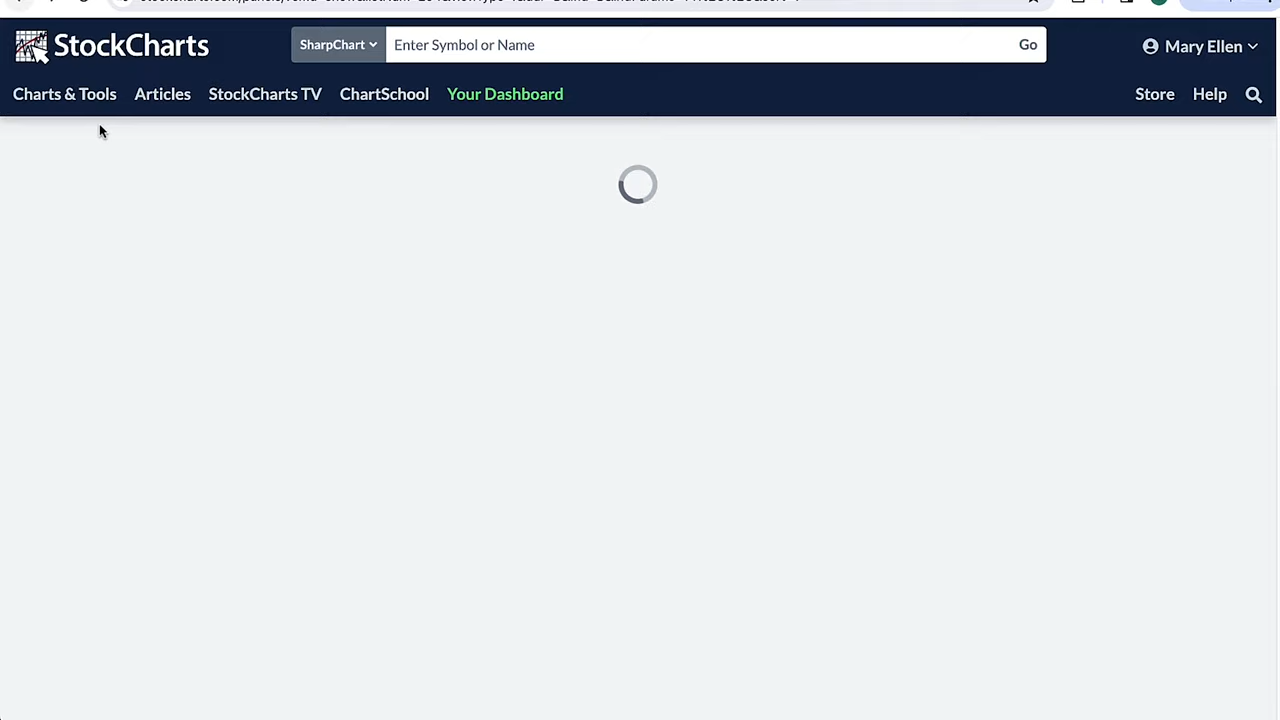 StockCharts
SharpChart
Enter Symbol or Name
Go
Mary Ellen
Charts & Tools
Articles
StockCharts TV
ChartSchool
Your Dashboard
Store
Help